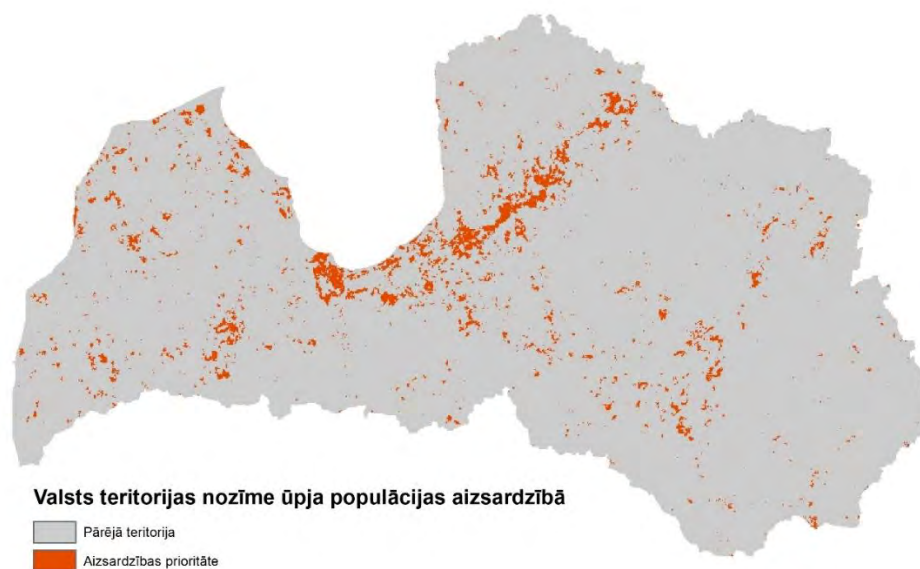 Valsts teritorijas nozīme ūpja populācijas aizsardzībā
Pārējā teritorija
Aizsardzības prioritāte